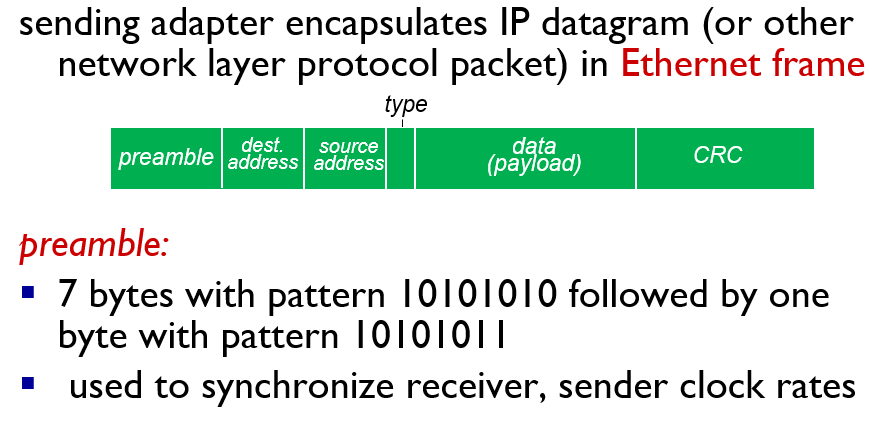 sending adapter encapsulates IP datagram (or other
network layer protocol packet) in Ethernet frame
type
preamble
dest.
address
source
address
data
(payload)
CRC
preamble:
▪ 7 bytes with pattern 10101010 followed by one
byte with pattern 10101011
▪ used to synchronize receiver, sender clock rates